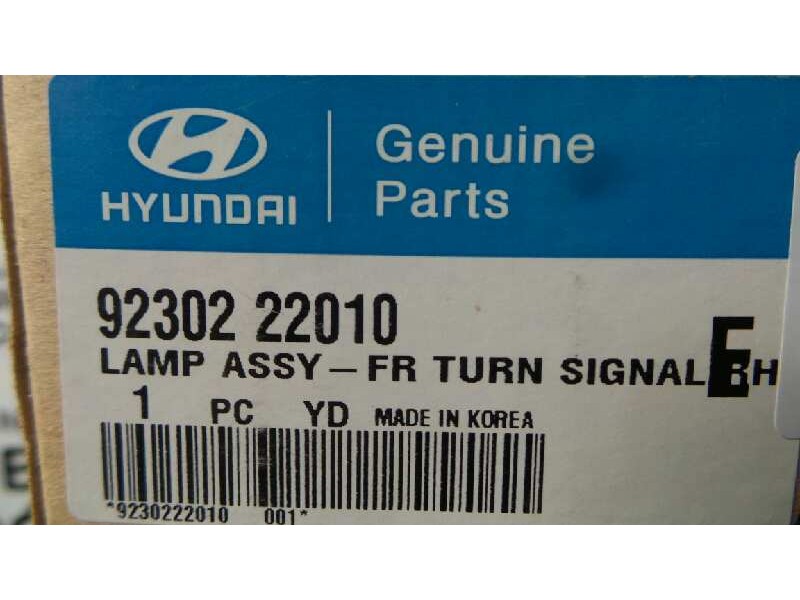 HYUNDAI
Genuine
Parts
92302 22010
E
LAMP ASSY-FR TURN SIGNAL RH
1 PC YD MADE IN KOREA
*9230222010 001*